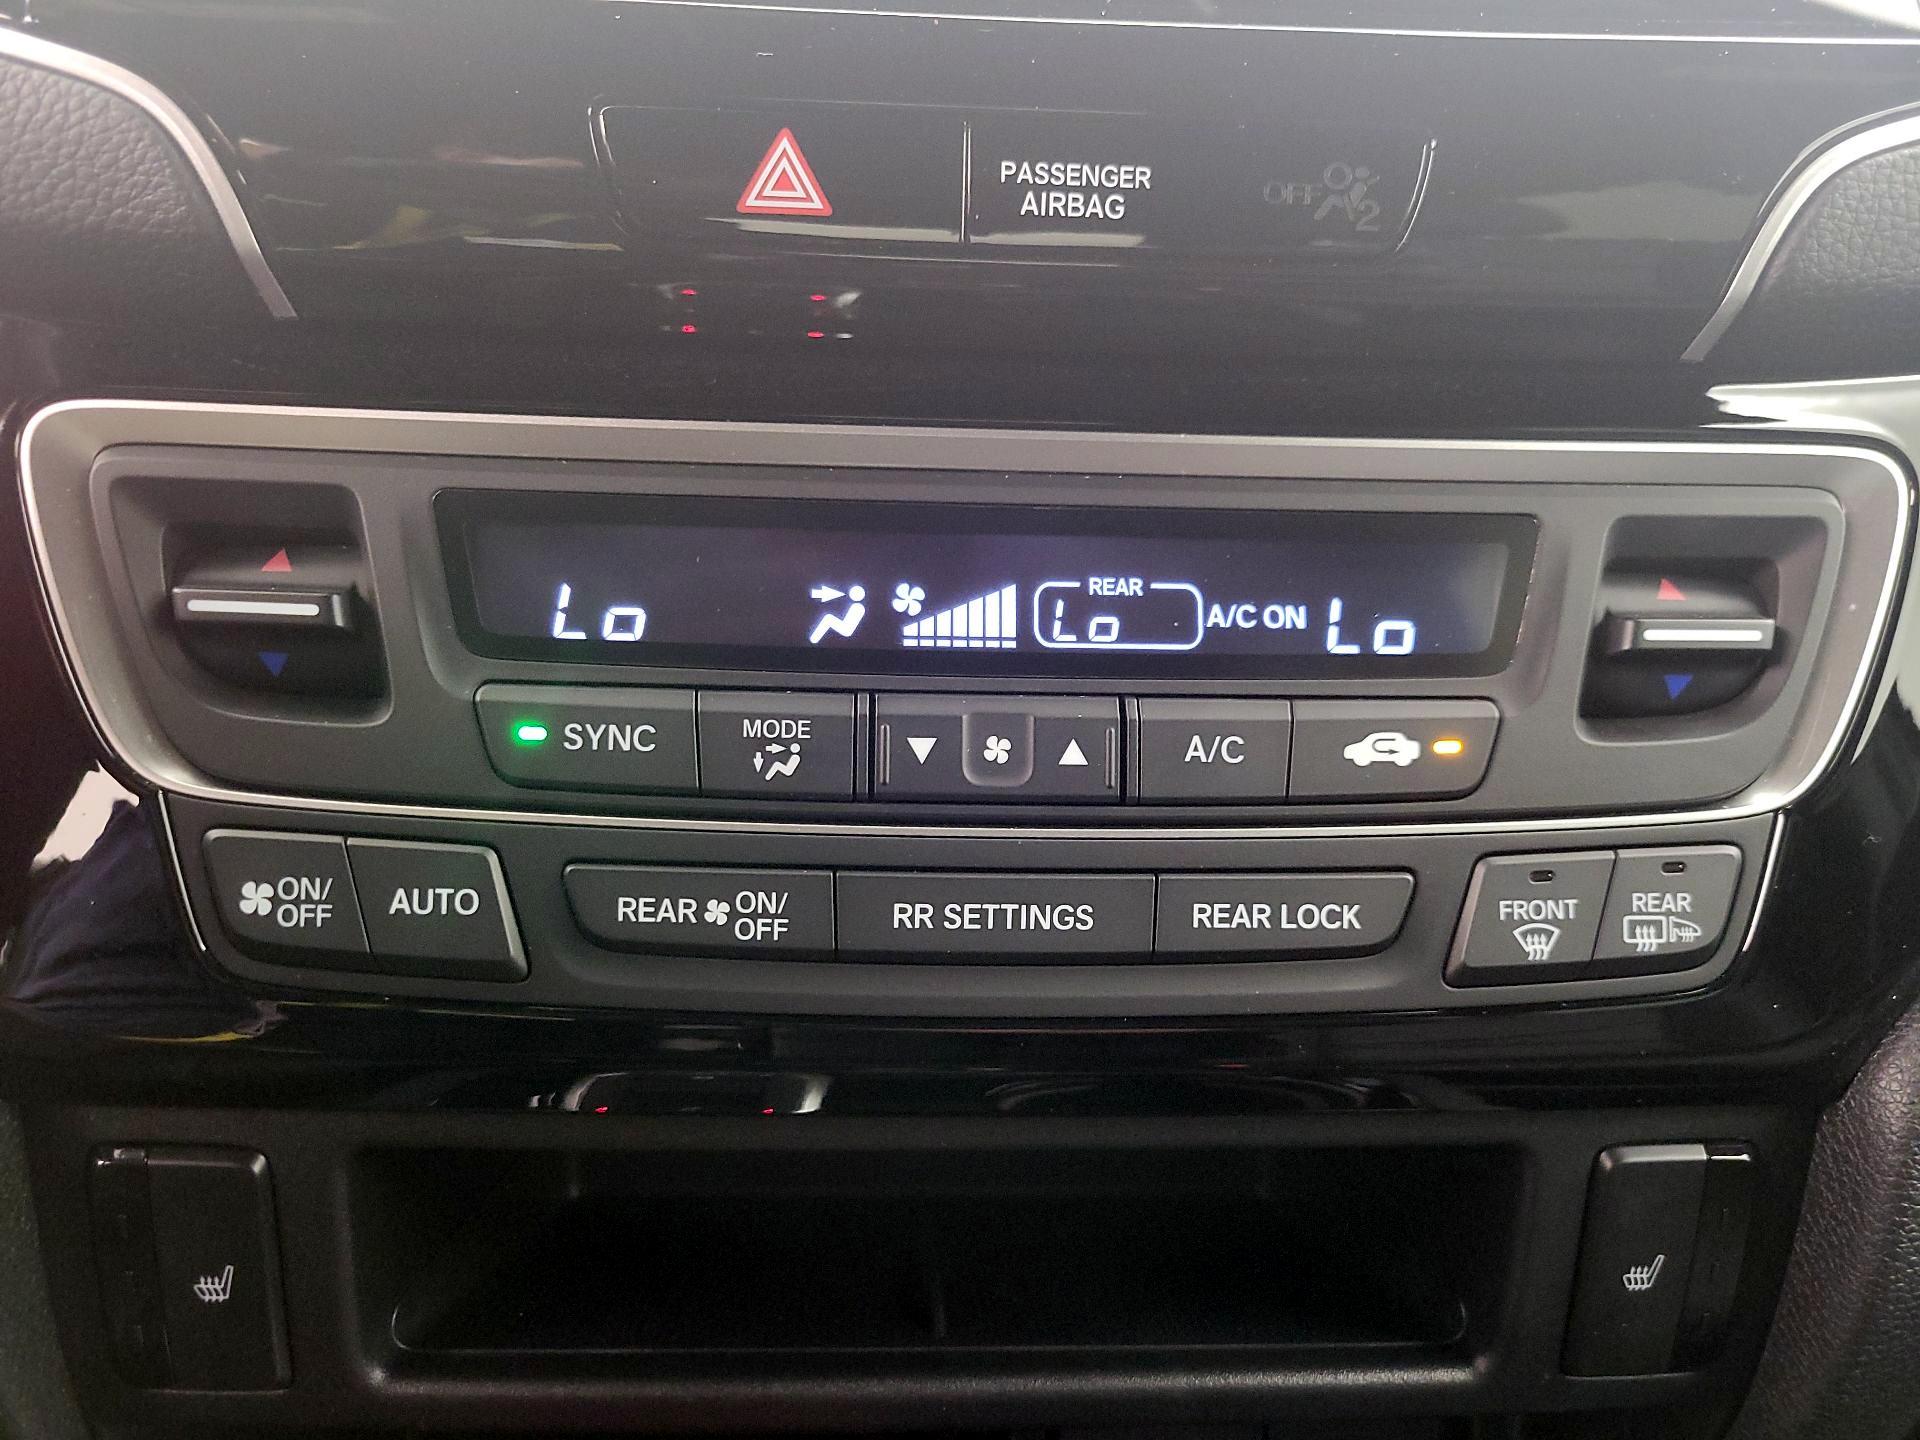 PASSENGER
AIRBAG
OFF
2
Lo
REAR
Lo
A/C ON
Lo
SYNC
MODE
A/C
ON/
OFF
AUTO
REAR
ON/
OFF
RR SETTINGS
REAR LOCK
FRONT
REAR